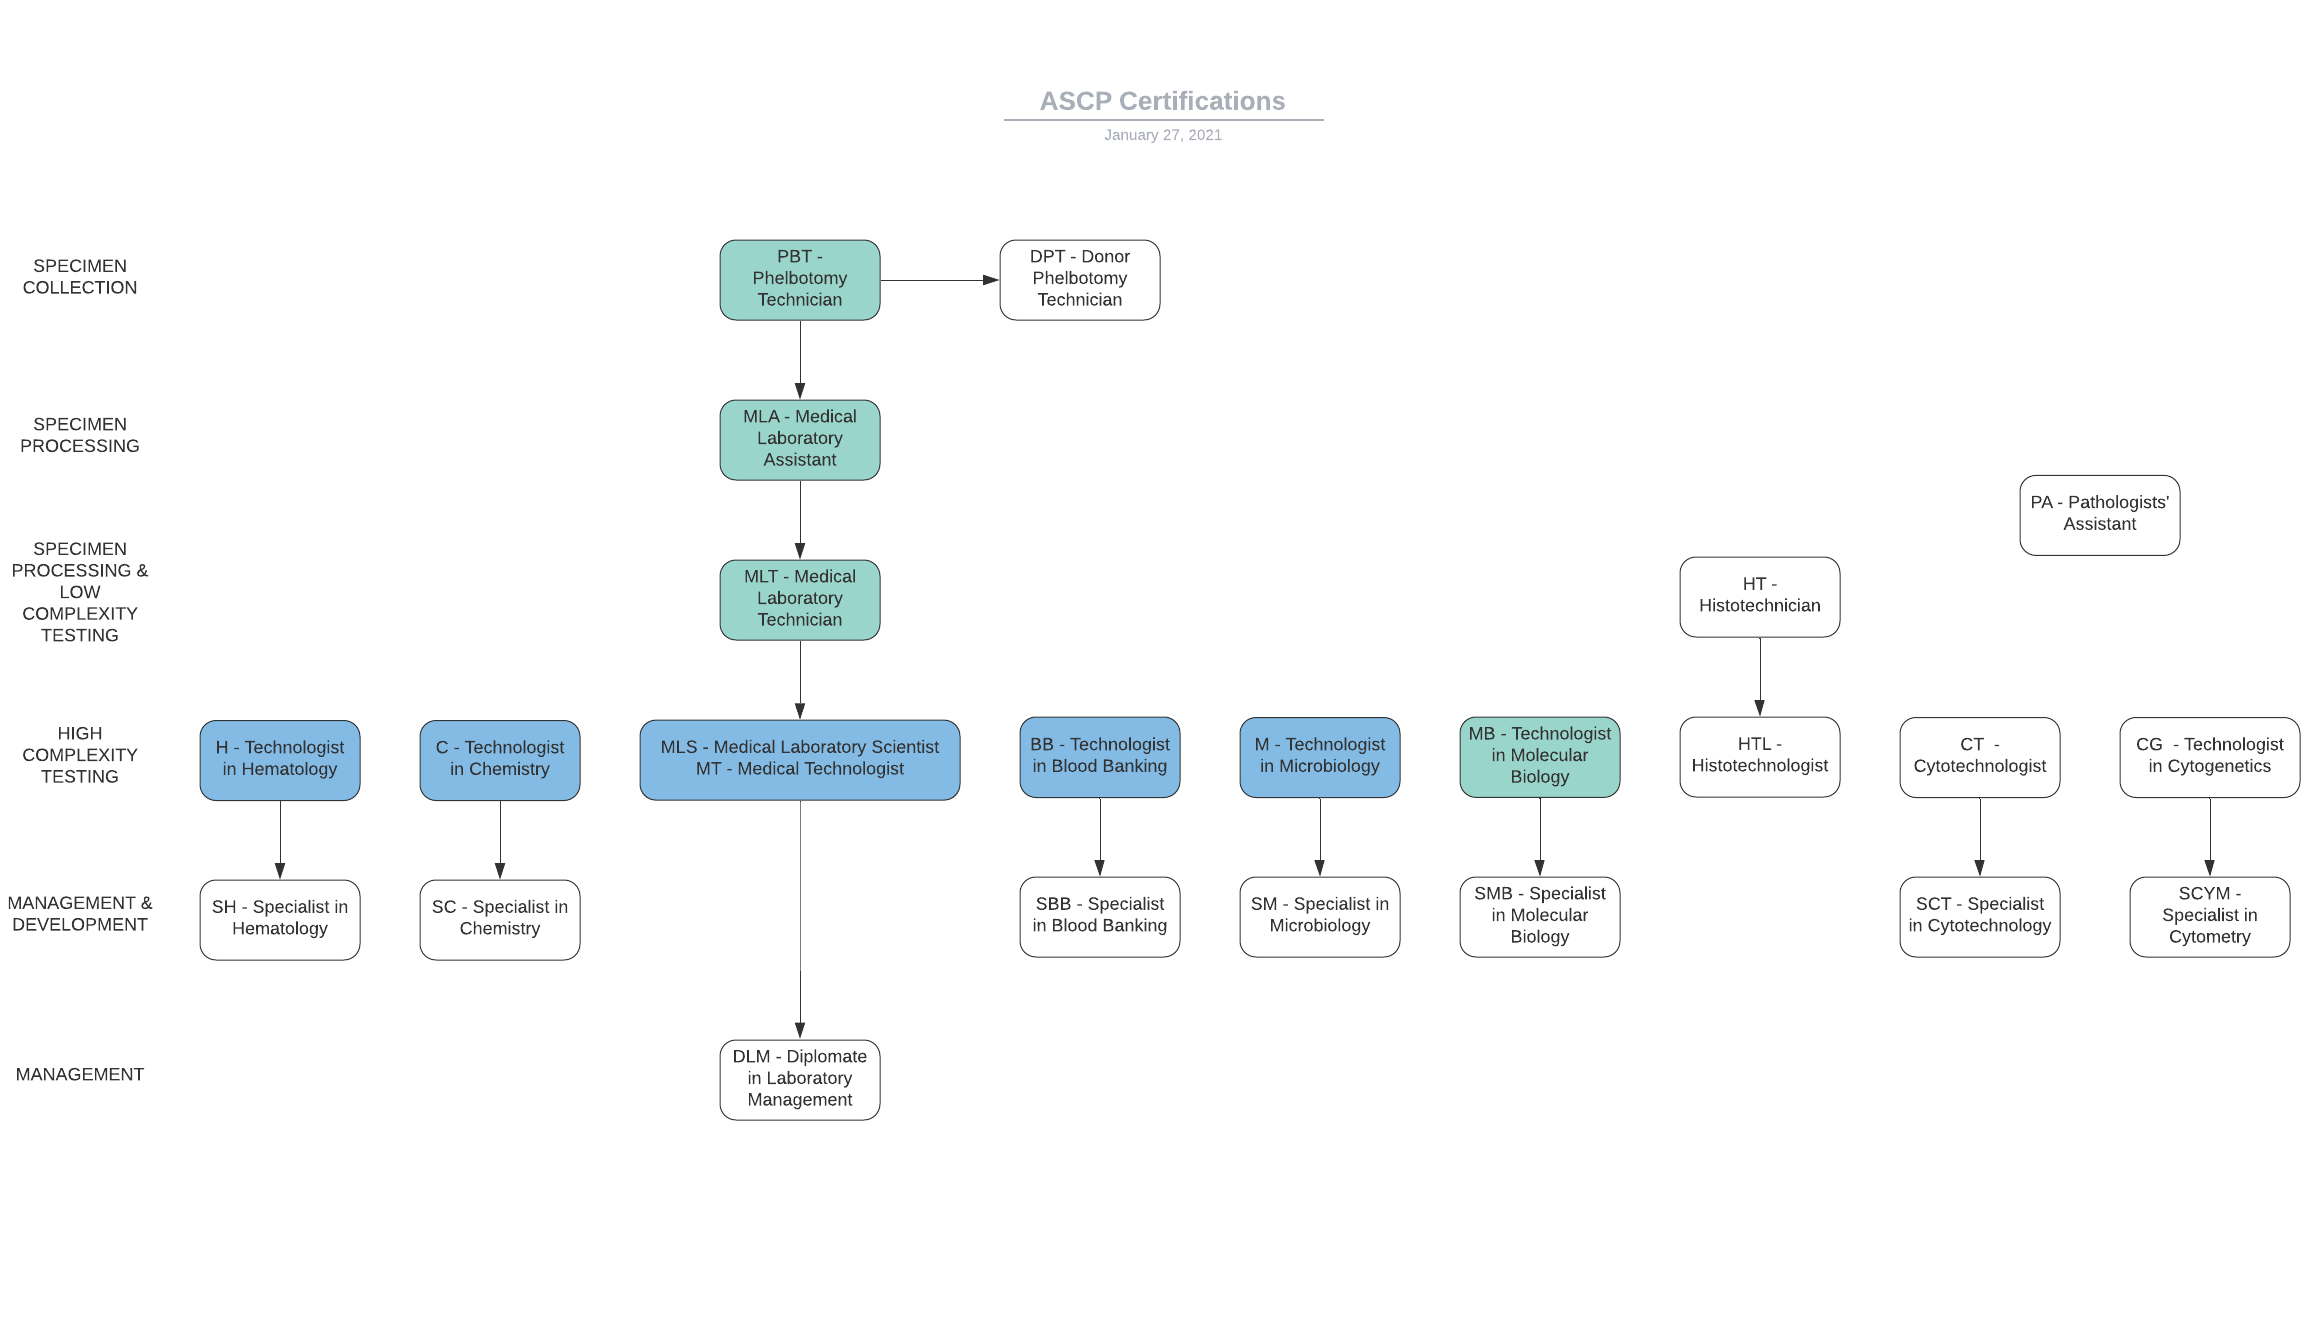 ASCP Certifications
January 27, 2021
SPECIMEN
COLLECTION
PBT -
Phelbotomy
Technician
DPT - Donor
Phelbotomy
Technician
SPECIMEN
PROCESSING
MLA - Medical
Laboratory
Assistant
PA - Pathologists'
Assistant
SPECIMEN
PROCESSING &
LOW
COMPLEXITY
TESTING
MLT - Medical
Laboratory
Technician
HT -
Histotechnician
HIGH
COMPLEXITY
TESTING
H - Technologist
in Hematology
C - Technologist
in Chemistry
MLS - Medical Laboratory Scientist
MT - Medical Technologist
BB - Technologist
in Blood Banking
M - Technologist
in Microbiology
MB - Technologist
in Molecular
Biology
HTL -
Histotechnologist
CT  -
Cytotechnologist
CG  - Technologist
in Cytogenetics
MANAGEMENT &
DEVELOPMENT
SH - Specialist in
Hematology
SC - Specialist in
Chemistry
SBB - Specialist
in Blood Banking
SM - Specialist in
Microbiology
SMB - Specialist
in Molecular
Biology
SCT - Specialist
in Cytotechnology
SCYM -
Specialist in
Cytometry
MANAGEMENT
DLM - Diplomate
in Laboratory
Management